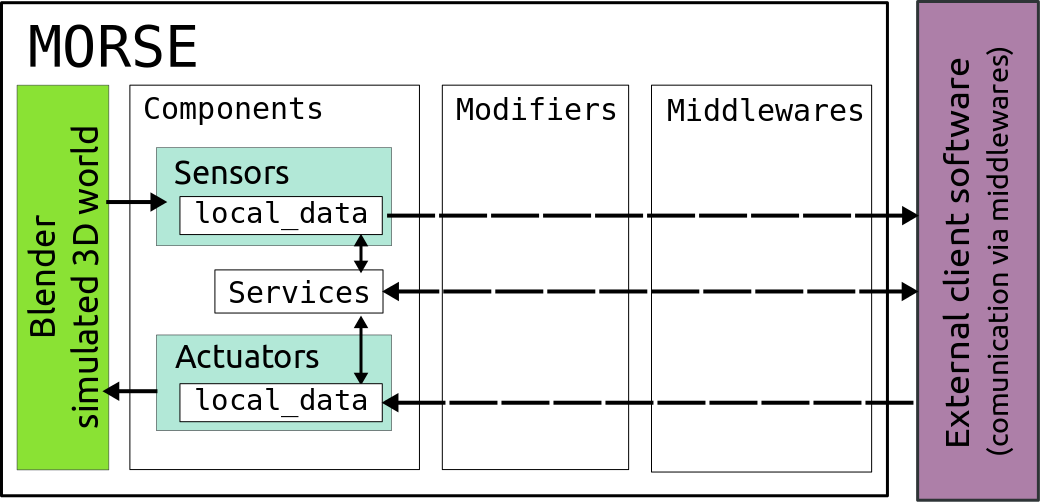 MORSE
Blender
simulated 3D world
Components
Sensors
local_data
Services
Actuators
local_data
Modifiers
Middlewares
External client software
(comunication via middlewares)